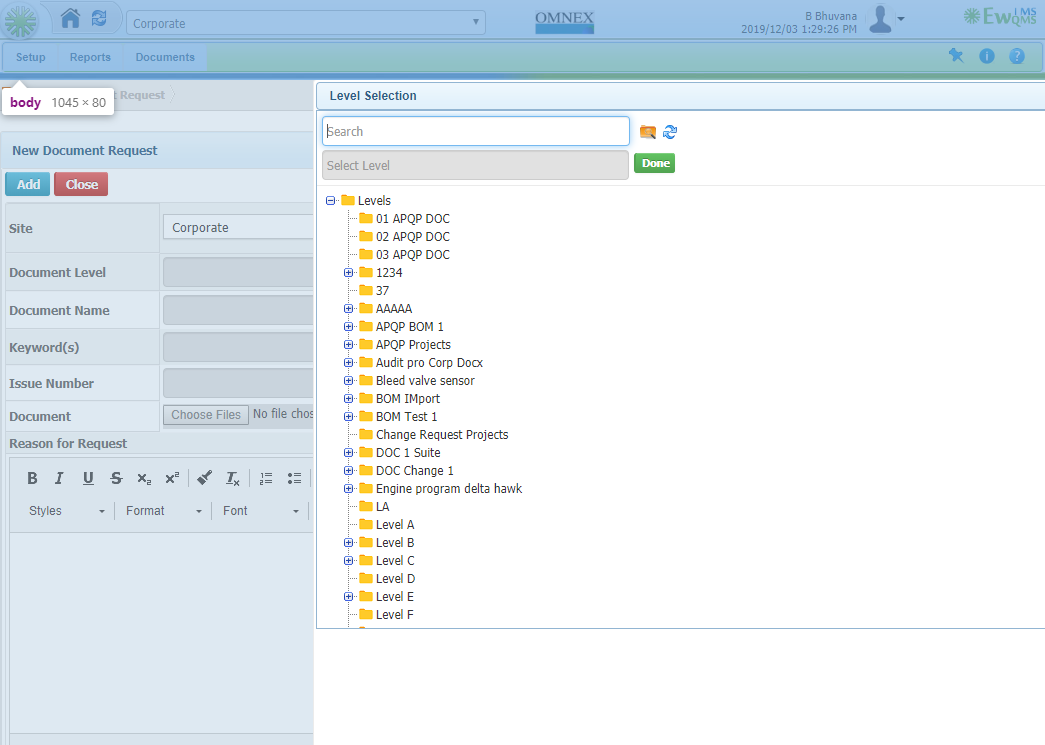 Corporate
OMNEX
B Bhuvana
2019/12/03 1:29:26 PM
EwIMS
QMS
Setup Reports Documents
body 1045 × 80
t Request
Level Selection
Search
Select Level
Done
New Document Request
Add Close
Site
Corporate
Document Level
Document Name
Keyword(s)
Issue Number
Document
Choose Files No file chos
Reason for Request
B I U S x₂ x² Tx
Styles Format Font
Levels
01 APQP DOC
02 APQP DOC
03 APQP DOC
1234
37
AAAAA
APQP BOM 1
APQP Projects
Audit pro Corp Docx
Bleed valve sensor
BOM IMport
BOM Test 1
Change Request Projects
DOC 1 Suite
DOC Change 1
Engine program delta hawk
LA
Level A
Level B
Level C
Level D
Level E
Level F